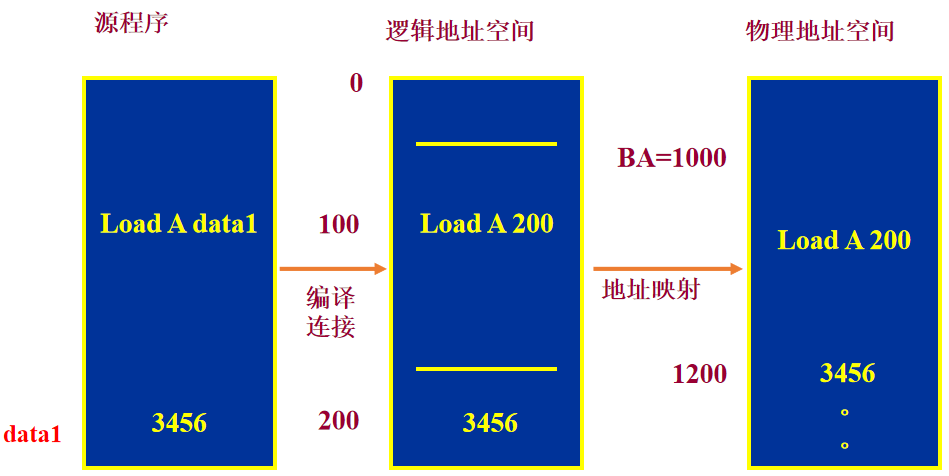 源程序
逻辑地址空间
物理地址空间
0
BA=1000
Load A data1
100
Load A 200
Load A 200
编译
连接
地址映射
1200
3456
data1
3456
200
3456
。
。